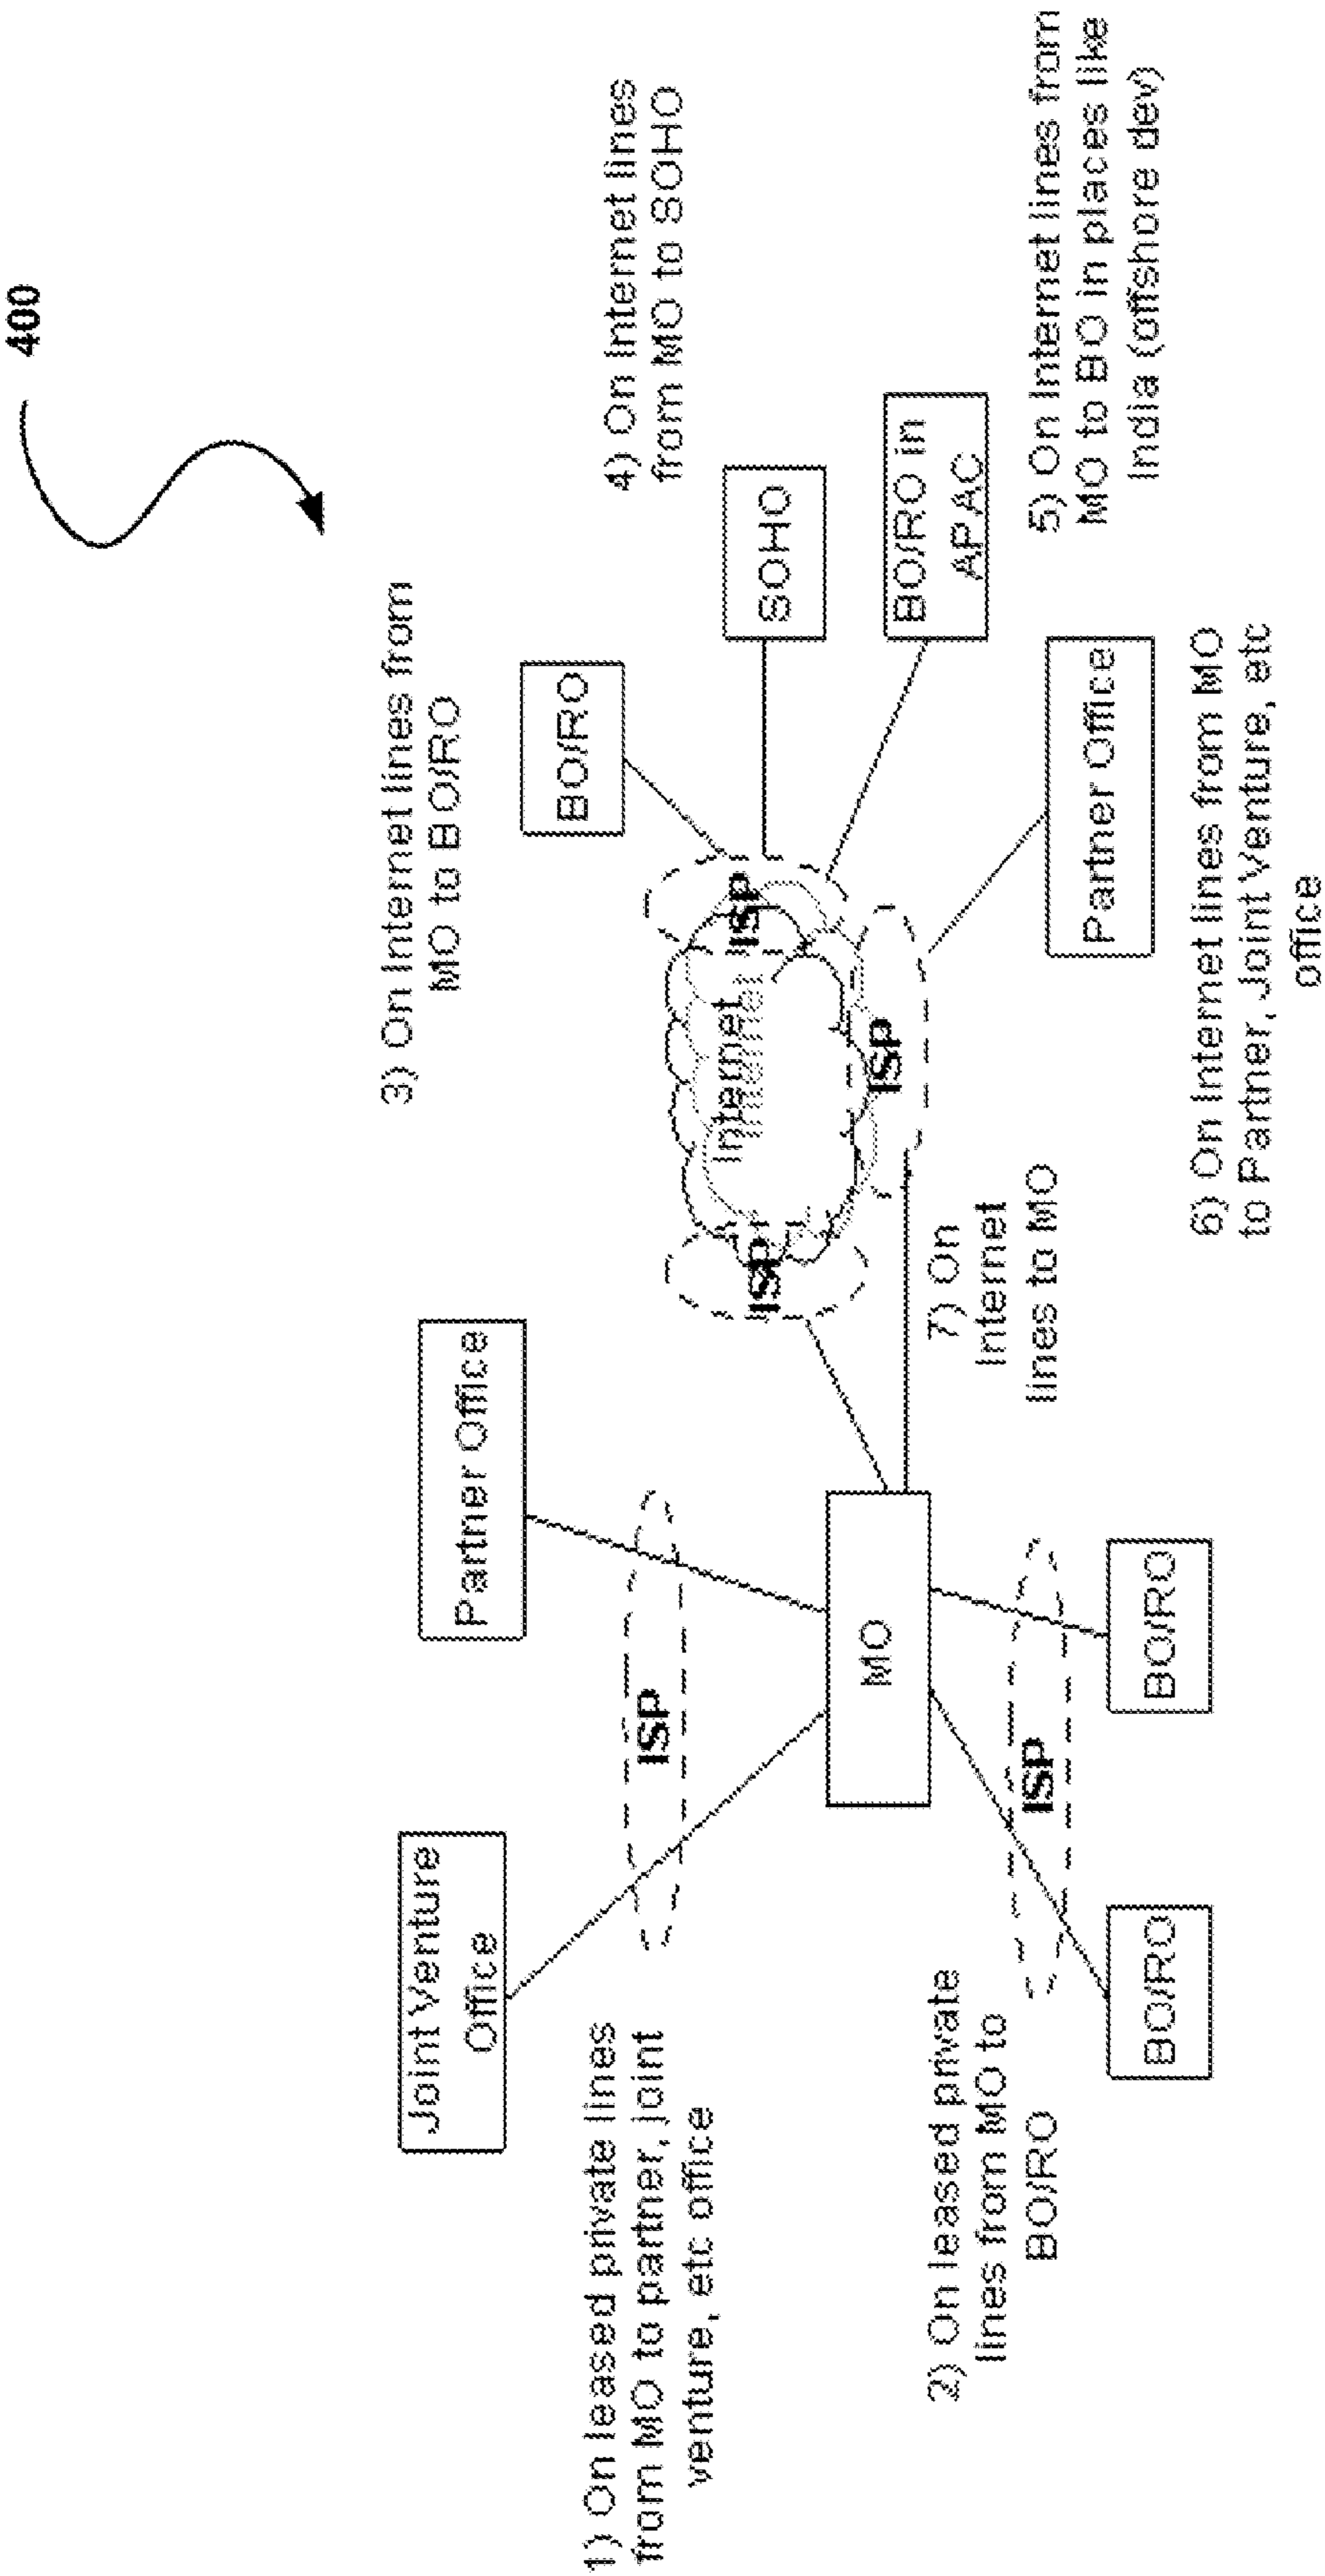 400
3) On Internet lines from
MO to BO/RO
4) On Internet lines
from MO to SOHO
Joint Venture
Office
Partner Office
BO/RO
SOHO
BO/RO in
APAC
Partner Office
5) On Internet lines from
MO to BO in places like
India (offshore dev)
1) On leased private lines
from MO to partner, joint
venture, etc office
ISP
ISP
Internet
Internet
ISP
ISP
MO
7) On
Internet
lines to MO
6) On Internet lines from MO
to Partner, Joint Venture, etc
office
2) On leased private
lines from MO to
BO/RO
ISP
BO/RO
BO/RO